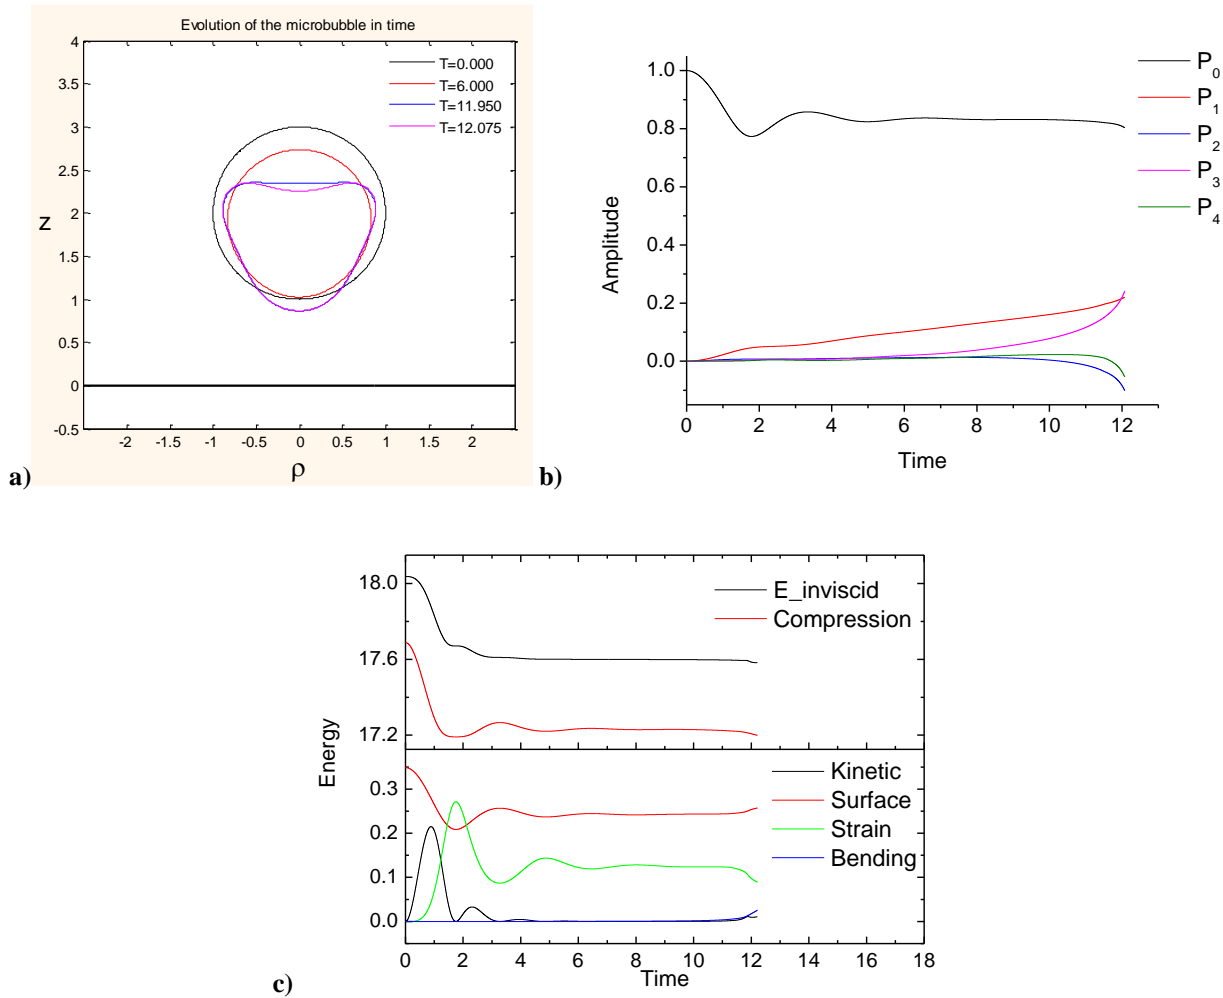 Evolution of the microbubble in time
4
3.5
3
2.5
2
1.5
1
0.5
0
-0.5
z
T=0.000
T=6.000
T=11.950
T=12.075
-2 -1.5 -1 -0.5 0 0.5 1 1.5 2
ρ
a)
1.0
0.8
0.6
0.4
0.2
0.0
Amplitude
P0
P1
P2
P3
P4
0 2 4 6 8 10 12
Time
b)
18.0
17.6
17.2
E_inviscid
Compression
Energy
0.3
0.2
0.1
0.0
Kinetic
Surface
Strain
Bending
0 2 4 6 8 10 12 14 16 18
Time
c)